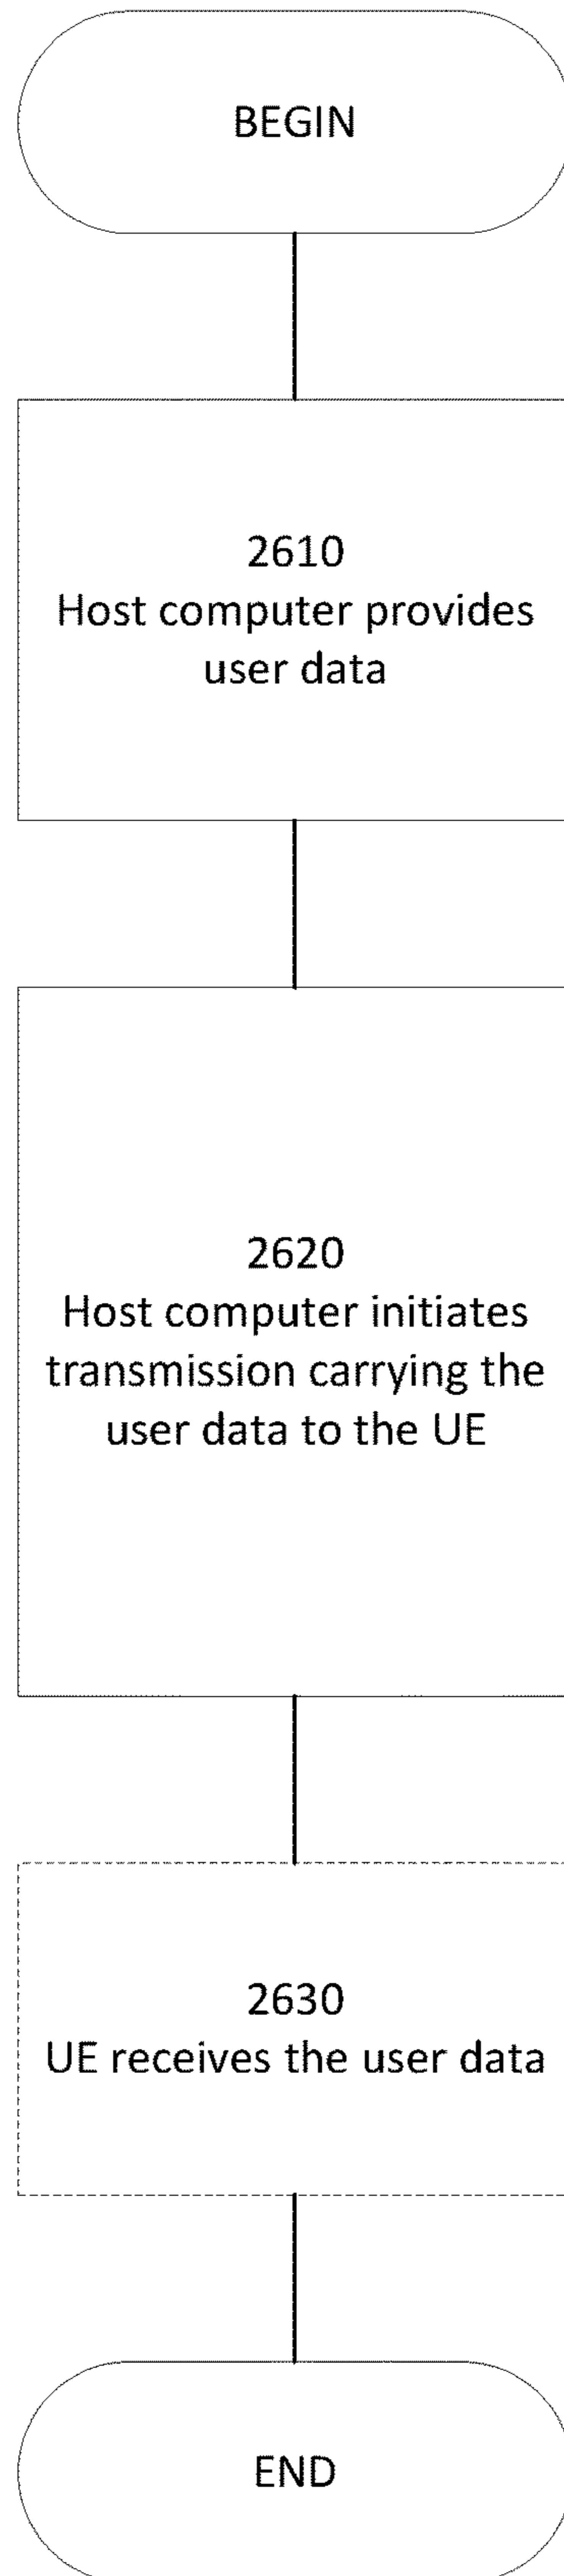 BEGIN
2610
Host computer provides
user data
2620
Host computer initiates
transmission carrying the
user data to the UE
2630
UE receives the user data
END